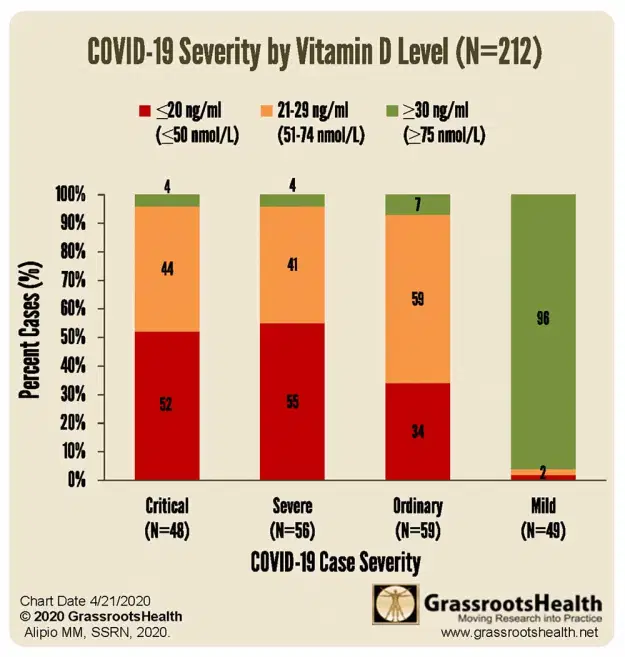 COVID-19 Severity by Vitamin D Level (N=212)
≤20 ng/ml
(≤50 nmol/L)
21-29 ng/ml
(51-74 nmol/L)
≥30 ng/ml
(≥75 nmol/L)
Percent Cases (%)
100%
90%
80%
70%
60%
50%
40%
30%
20%
10%
0%
4
44
52
4
41
55
7
59
34
96
2
Critical
(N=48)
Severe
(N=56)
Ordinary
(N=59)
Mild
(N=49)
COVID-19 Case Severity
Chart Date 4/21/2020
© 2020 GrassrootsHealth
Alipio MM, SSRN, 2020.
GrassrootsHealth
Moving Research into Practice
www.grassrootshealth.net